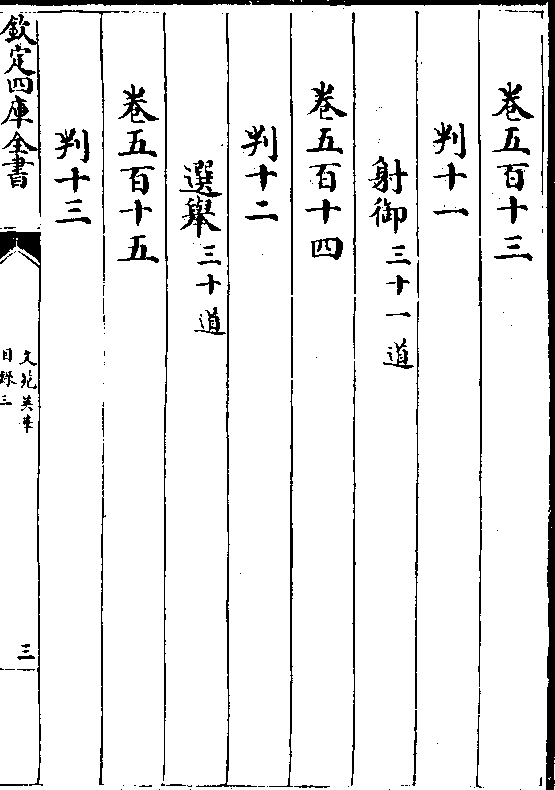 卷五百十三
判十一
射御三十一道
卷五百十四
判十二
選舉三十道
卷五百十五
判十三
欽定四庫全書
文苑英華
目録三
三